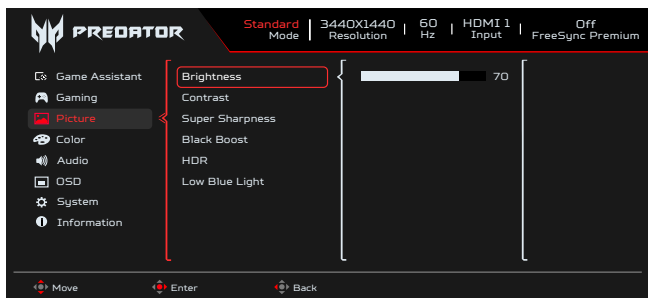 PREDATOR
Standard Mode
3440X1440 Resolution
60 Hz
HDMI 1 Input
Off FreeSync Premium
Game Assistant
Gaming
Picture
Color
Audio
OSD
System
Information
Brightness
Contrast
Super Sharpness
Black Boost
HDR
Low Blue Light
70
Move
Enter
Back